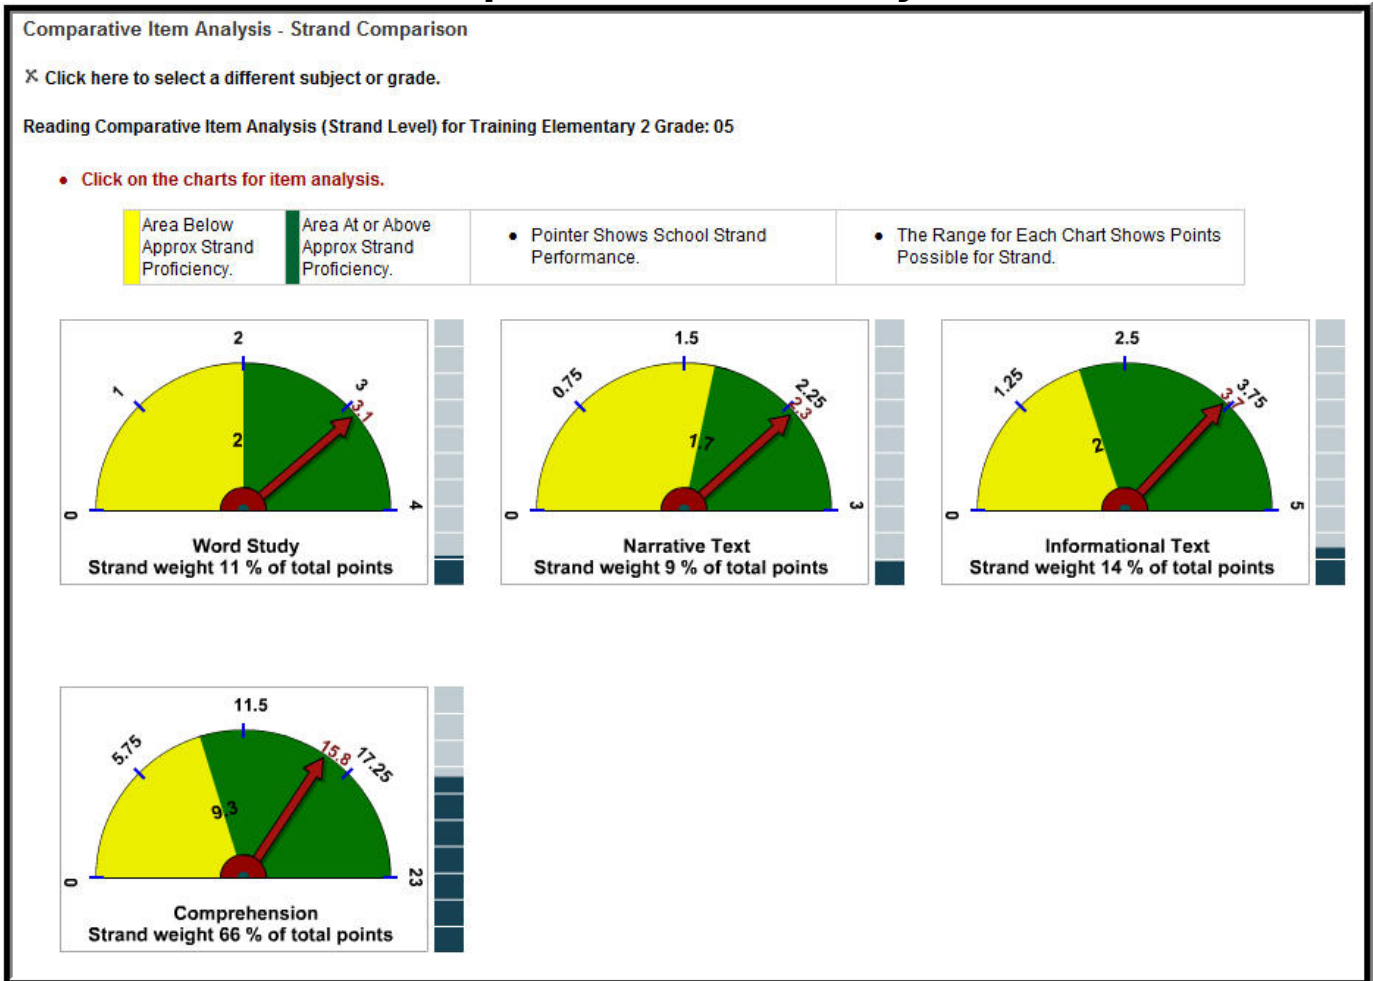 Comparative Item Analysis - Strand Comparison
Click here to select a different subject or grade.
Reading Comparative Item Analysis (Strand Level) for Training Elementary 2 Grade: 05
• Click on the charts for item analysis.
Area Below
Approx Strand
Proficiency.
Area At or Above
Approx Strand
Proficiency.
• Pointer Shows School Strand
Performance.
• The Range for Each Chart Shows Points
Possible for Strand.
0
1
2
3
4
2
3.1
Word Study
Strand weight 11 % of total points
0
0.75
1.5
2.25
3
1.7
2.3
Narrative Text
Strand weight 9 % of total points
0
1.25
2.5
3.75
5
2
3.7
Informational Text
Strand weight 14 % of total points
0
5.75
11.5
17.25
23
9.3
15.8
Comprehension
Strand weight 66 % of total points